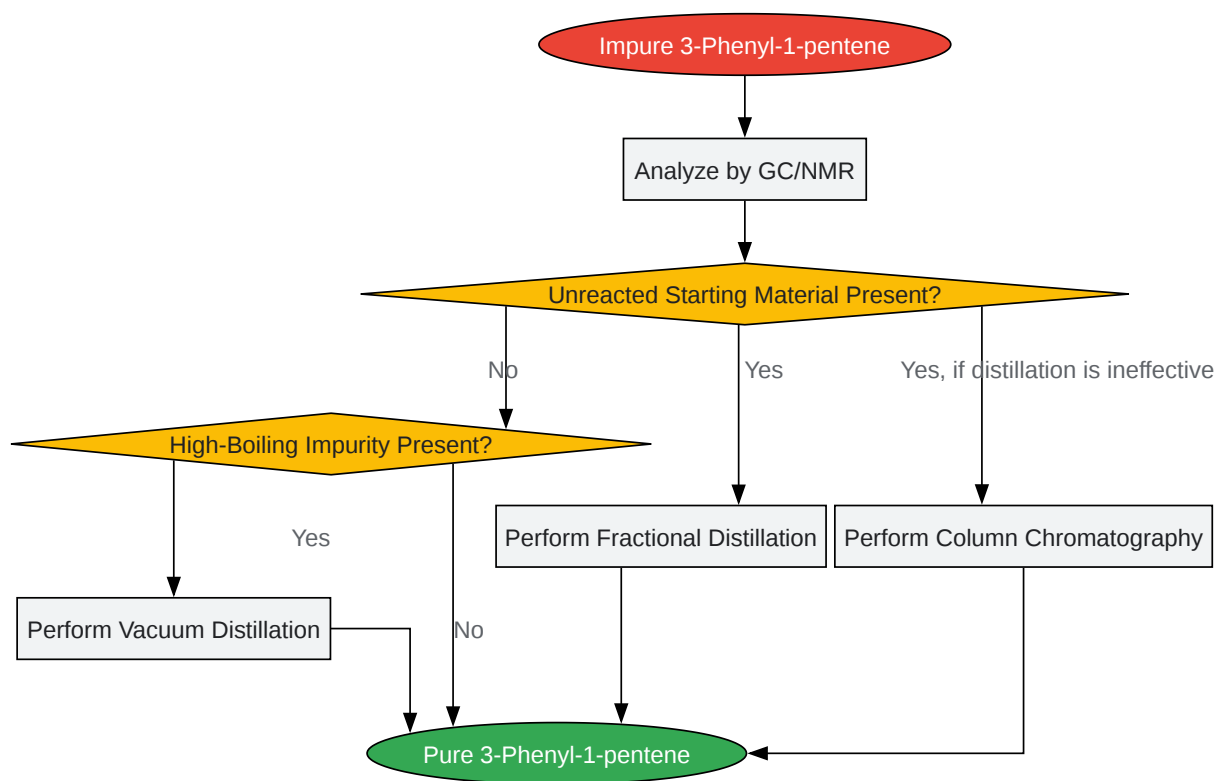 Impure 3-Phenyl-1-pentene
Analyze by GC/NMR
Unreacted Starting Material Present?
No
Yes
Yes, if distillation is ineffective
High-Boiling Impurity Present?
Yes
Perform Fractional Distillation
Perform Column Chromatography
Perform Vacuum Distillation
No
Pure 3-Phenyl-1-pentene